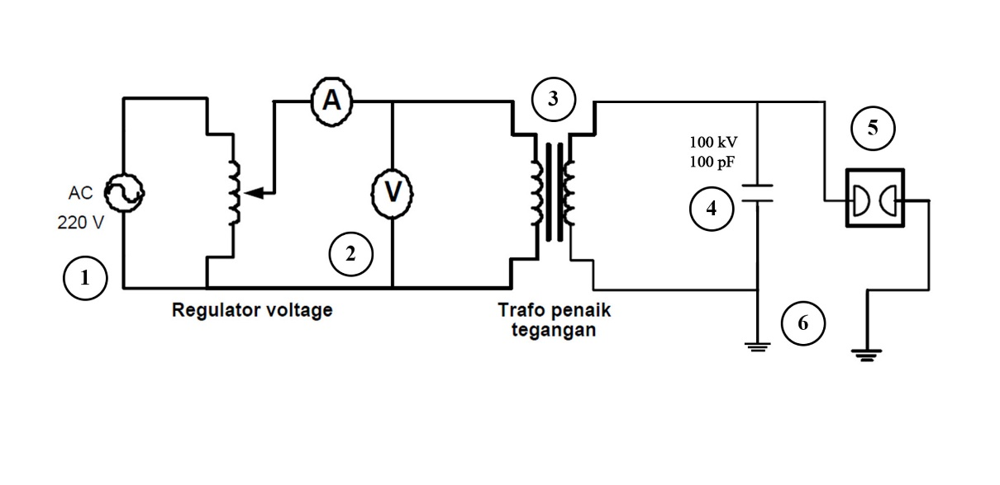 A
3
5
100 kV
100 pF
AC
220 V
V
4
2
1
Regulator voltage
Trafo penaik
tegangan
6